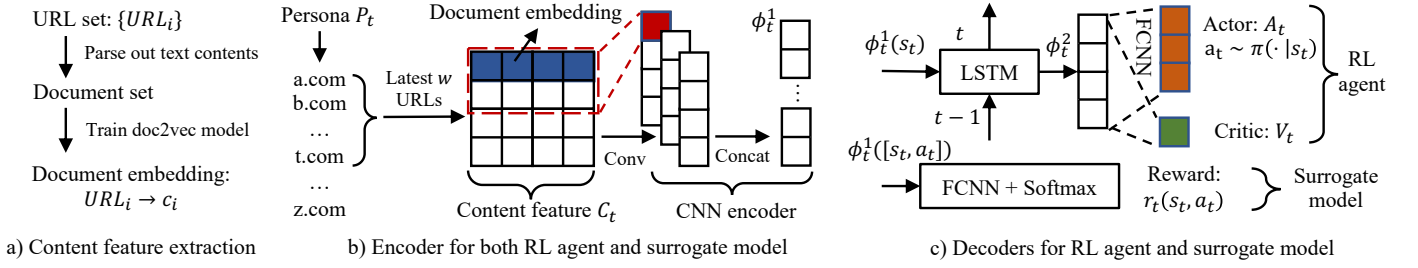 URL set: {URL_i}
Parse out text contents
Document set
Train doc2vec model
Document embedding:
URL_i → c_i
a) Content feature extraction
Persona P_t
a.com
b.com
...
t.com
...
z.com
Latest w
URLs
Document embedding
Content feature C_t
Conv
Concat
ϕ_t^1
⋮
CNN encoder
b) Encoder for both RL agent and surrogate model
ϕ_t^1(s_t)
t
LSTM
t − 1
ϕ_t^2
FCNN
Actor: A_t
a_t ~ π(· |s_t)
Critic: V_t
RL
agent
ϕ_t^1([s_t, a_t])
FCNN + Softmax
Reward:
r_t(s_t, a_t)
Surrogate
model
c) Decoders for RL agent and surrogate model